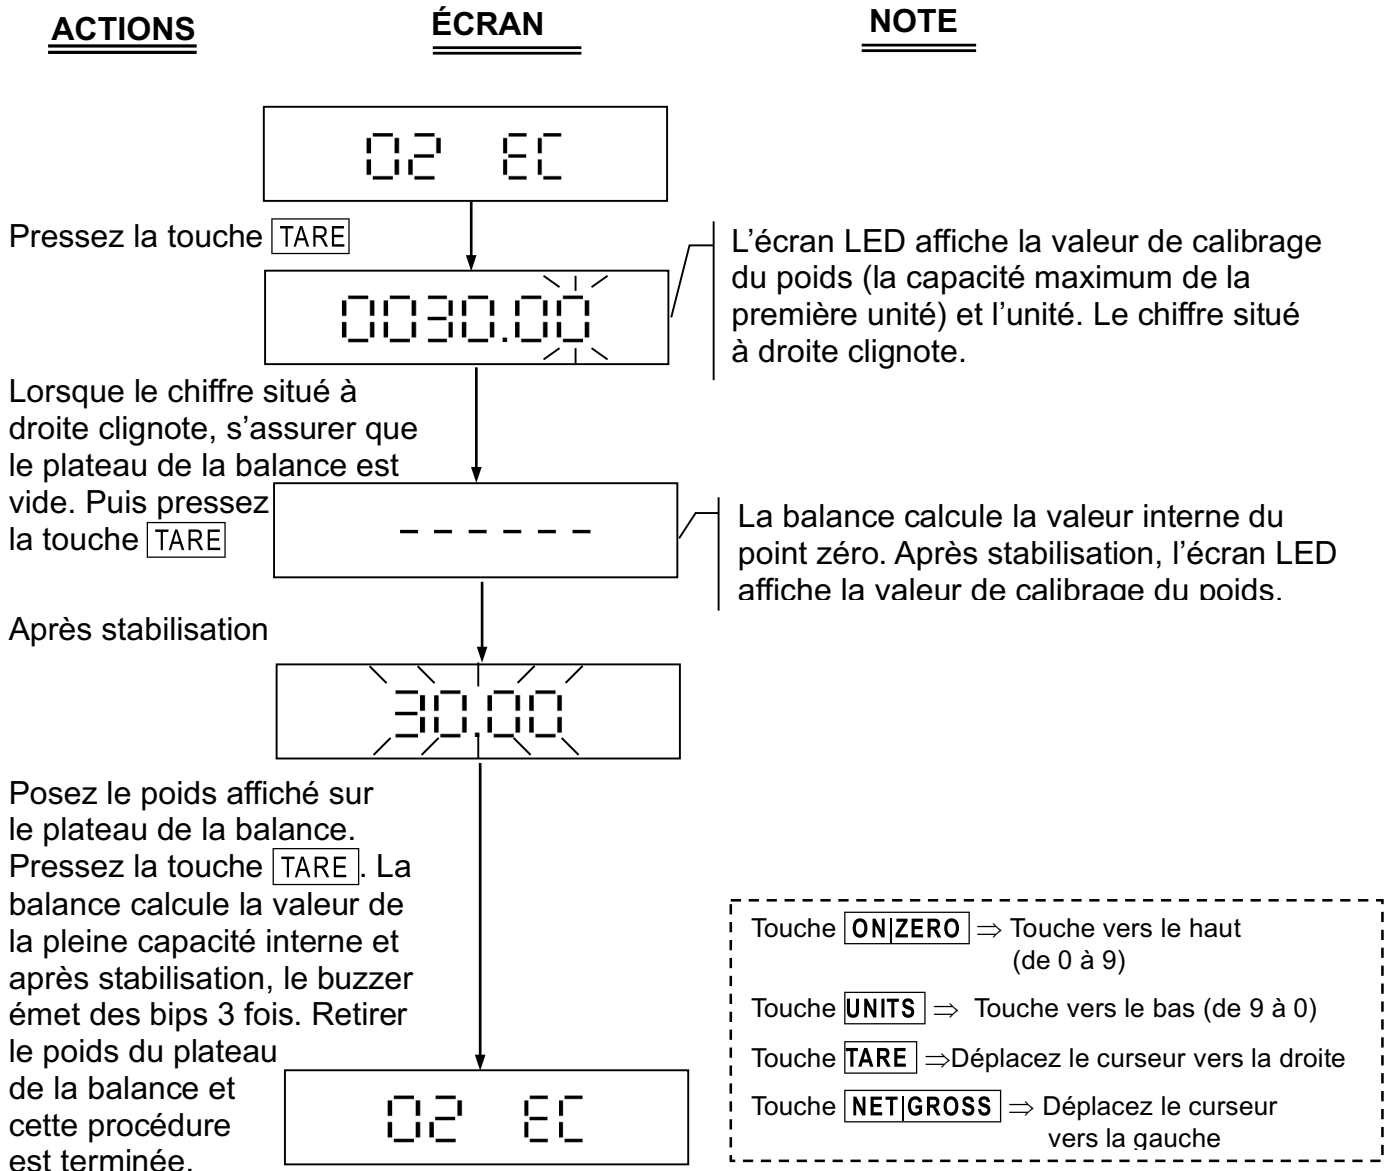 ACTIONS
ÉCRAN
NOTE
02 EC
Pressez la touche TARE
0030.00
L’écran LED affiche la valeur de calibrage
du poids (la capacité maximum de la
première unité) et l’unité. Le chiffre situé
à droite clignote.
Lorsque le chiffre situé à
droite clignote, s’assurer que
le plateau de la balance est
vide. Puis pressez
la touche TARE
------
La balance calcule la valeur interne du
point zéro. Après stabilisation, l’écran LED
affiche la valeur de calibrage du poids.
Après stabilisation
30.00
Posez le poids affiché sur
le plateau de la balance.
Pressez la touche TARE. La
balance calcule la valeur de
la pleine capacité interne et
après stabilisation, le buzzer
émet des bips 3 fois. Retirer
le poids du plateau
de la balance et
cette procédure
est terminée.
02 EC
Touche ON|ZERO ⇒ Touche vers le haut
(de 0 à 9)
Touche UNITS ⇒ Touche vers le bas (de 9 à 0)
Touche TARE ⇒Déplacez le curseur vers la droite
Touche NET|GROSS ⇒ Déplacez le curseur
vers la gauche